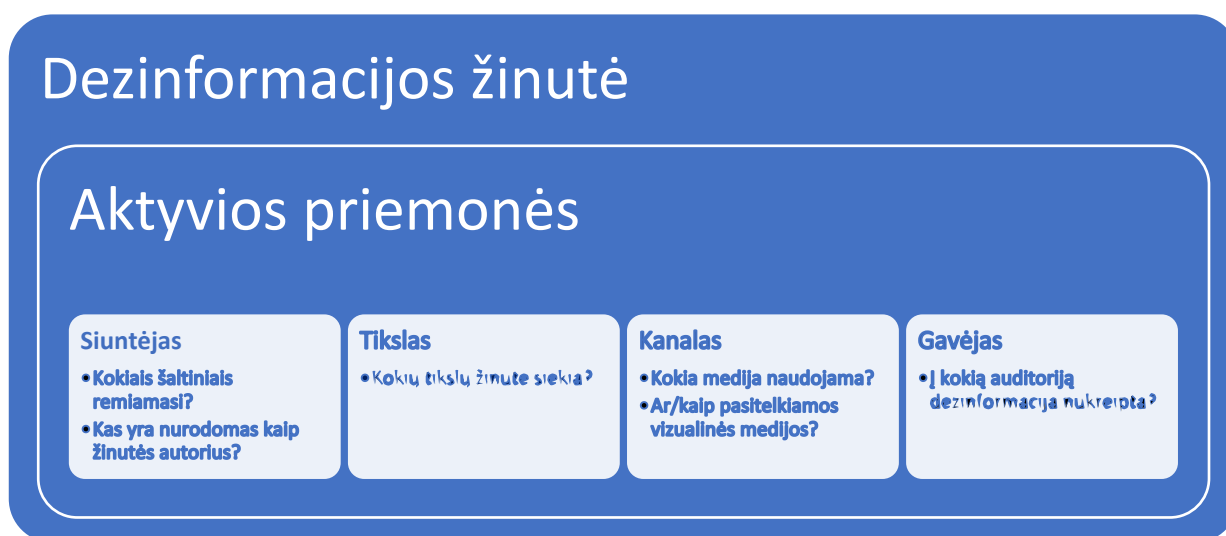 Dezinformacijos žinutė
Aktyvios priemonės
Siuntėjas
•Kokiais šaltiniais
remiamasi?
•Kas yra nurodomas kaip
žinutės autorius?
Tikslas
•Kokių tikslų žinutė siekia?
Kanalas
•Kokia medija naudojama?
•Ar/kaip pasitelkiamos
vizualinės medijos?
Gavėjas
•Į kokią auditoriją
dezinformacija nukreipta?